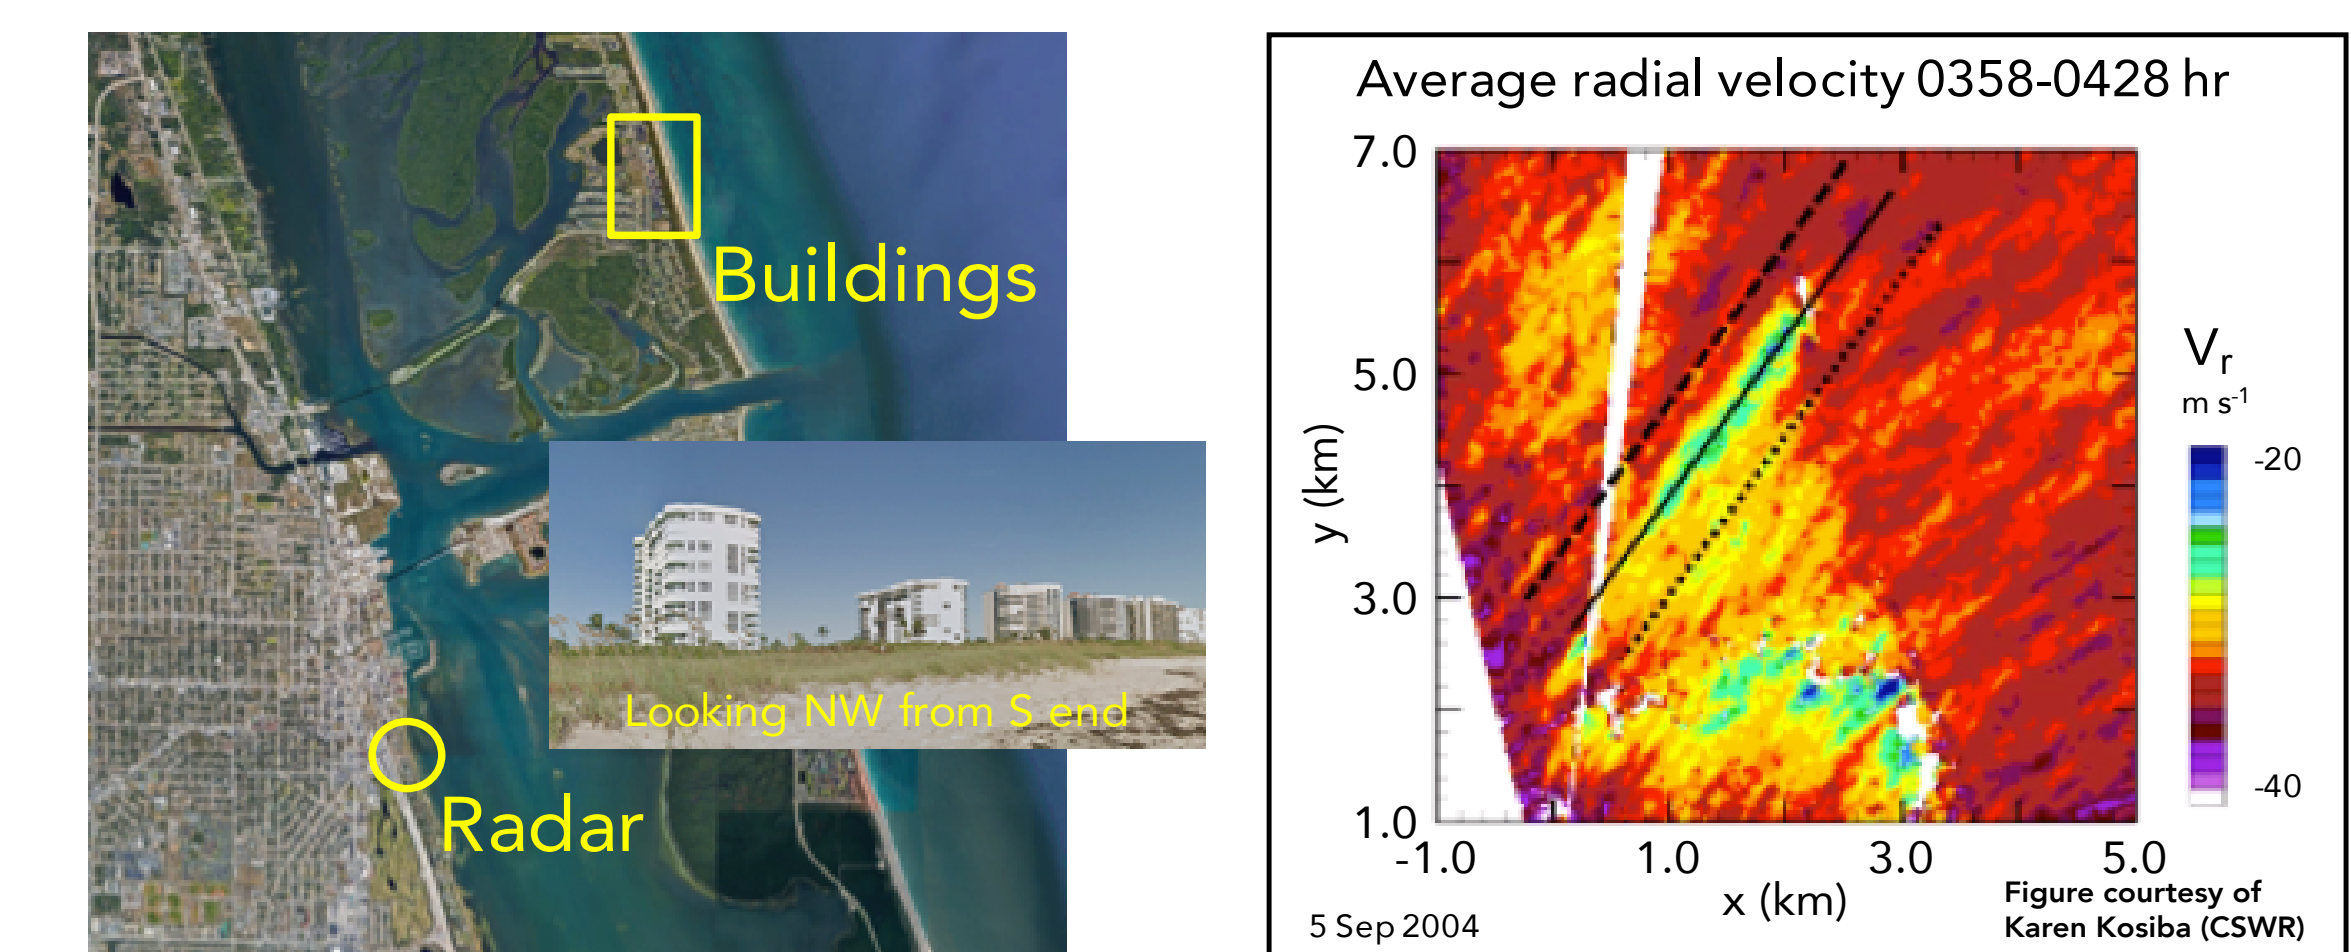 Buildings
Looking NW from S end
Radar
Average radial velocity 0358-0428 hr
7.0
5.0
3.0
1.0
y (km)
-1.0 1.0 3.0 5.0
x (km)
Vr
m s-1
-20
-40
5 Sep 2004
Figure courtesy of
Karen Kosiba (CSWR)